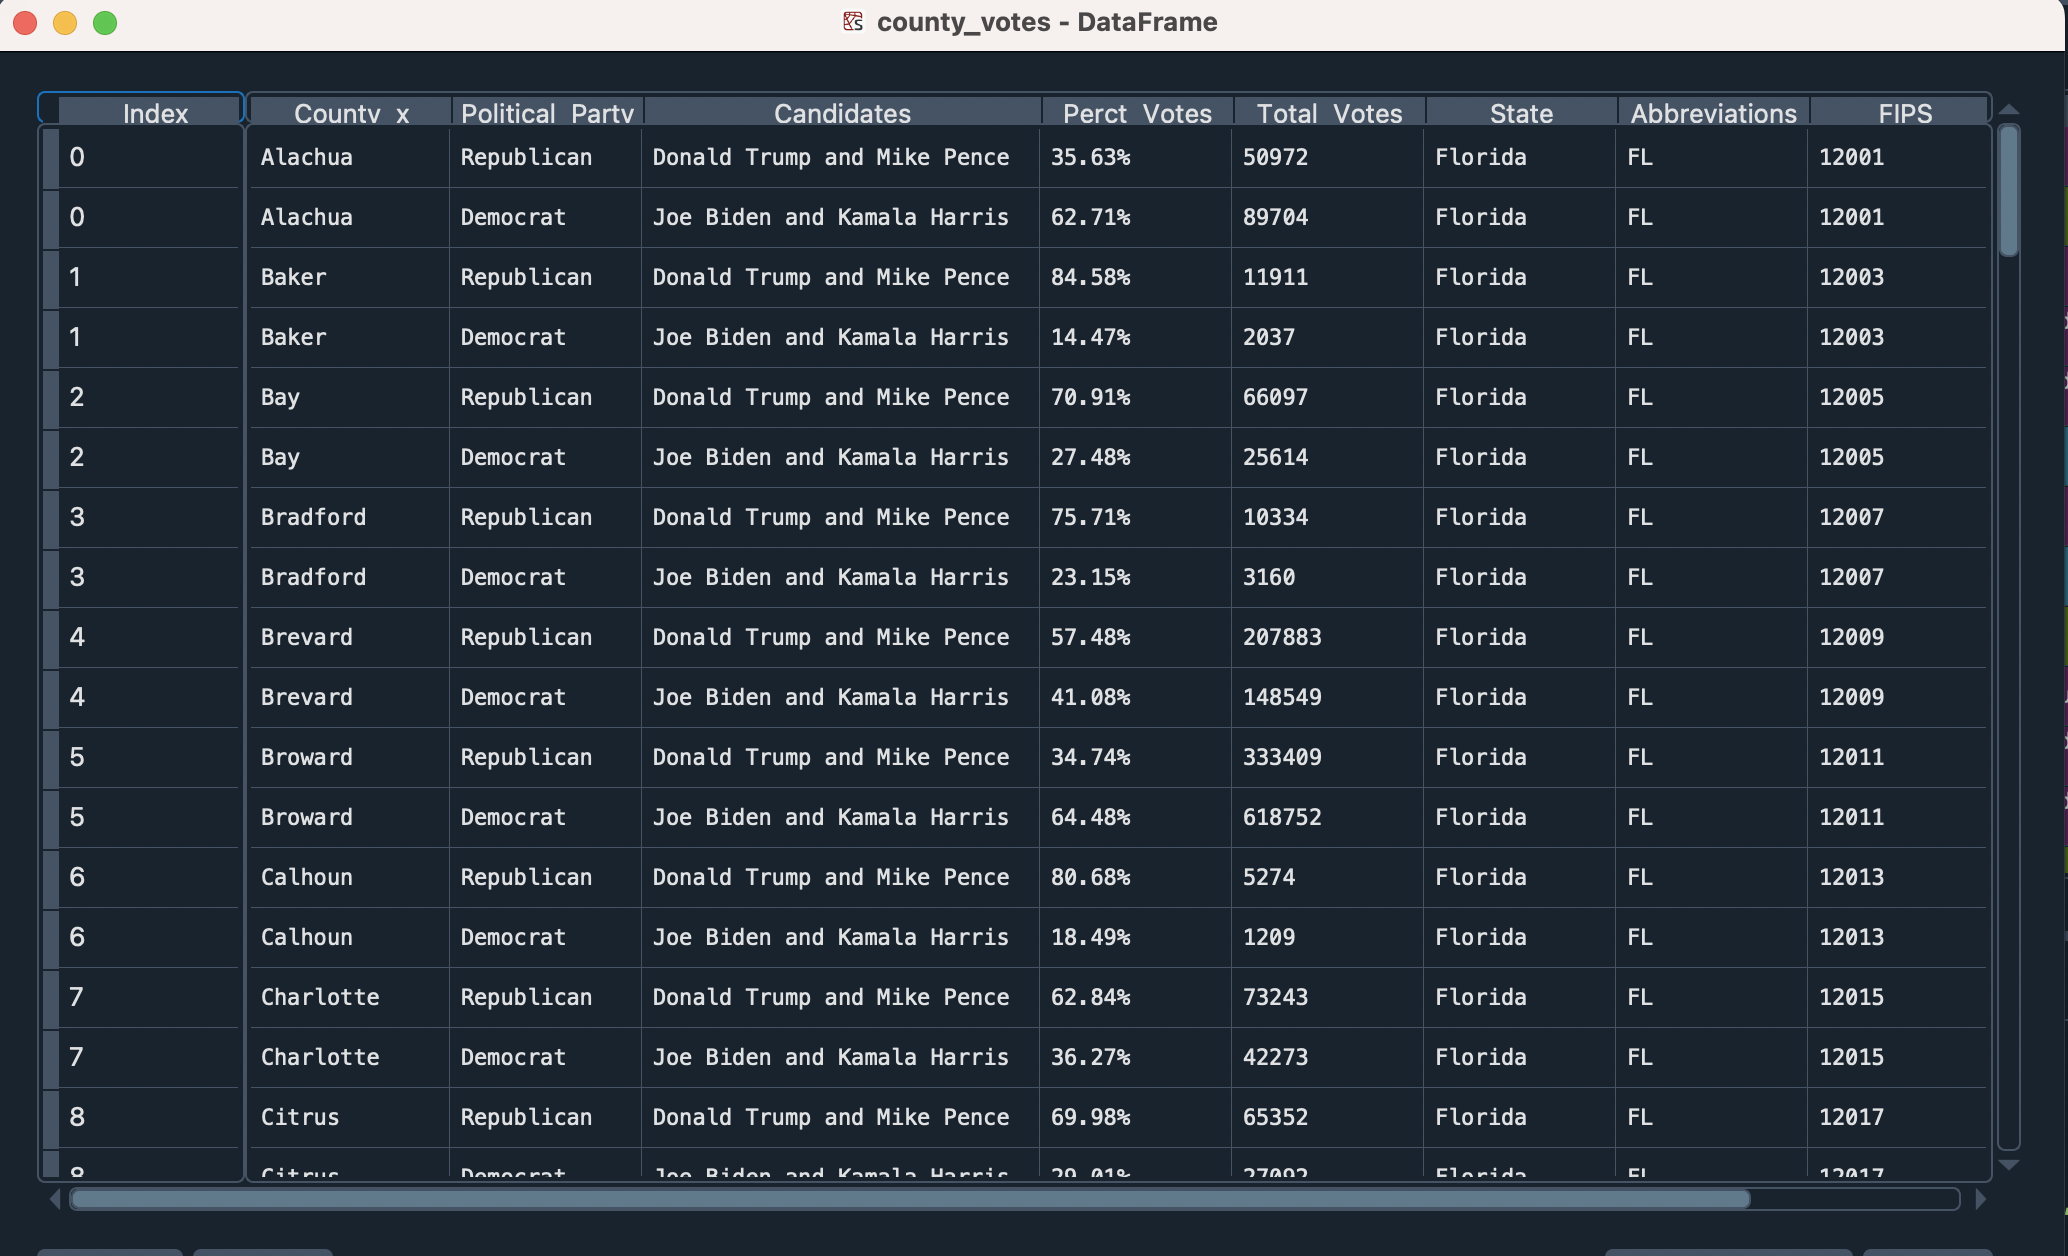 county_votes - DataFrame
Index County_x Political_Party Candidates Perct_Votes Total_Votes State Abbreviations FIPS
0 Alachua Republican Donald Trump and Mike Pence 35.63% 50972 Florida FL 12001
0 Alachua Democrat Joe Biden and Kamala Harris 62.71% 89704 Florida FL 12001
1 Baker Republican Donald Trump and Mike Pence 84.58% 11911 Florida FL 12003
1 Baker Democrat Joe Biden and Kamala Harris 14.47% 2037 Florida FL 12003
2 Bay Republican Donald Trump and Mike Pence 70.91% 66097 Florida FL 12005
2 Bay Democrat Joe Biden and Kamala Harris 27.48% 25614 Florida FL 12005
3 Bradford Republican Donald Trump and Mike Pence 75.71% 10334 Florida FL 12007
3 Bradford Democrat Joe Biden and Kamala Harris 23.15% 3160 Florida FL 12007
4 Brevard Republican Donald Trump and Mike Pence 57.48% 207883 Florida FL 12009
4 Brevard Democrat Joe Biden and Kamala Harris 41.08% 148549 Florida FL 12009
5 Broward Republican Donald Trump and Mike Pence 34.74% 333409 Florida FL 12011
5 Broward Democrat Joe Biden and Kamala Harris 64.48% 618752 Florida FL 12011
6 Calhoun Republican Donald Trump and Mike Pence 80.68% 5274 Florida FL 12013
6 Calhoun Democrat Joe Biden and Kamala Harris 18.49% 1209 Florida FL 12013
7 Charlotte Republican Donald Trump and Mike Pence 62.84% 73243 Florida FL 12015
7 Charlotte Democrat Joe Biden and Kamala Harris 36.27% 42273 Florida FL 12015
8 Citrus Republican Donald Trump and Mike Pence 69.98% 65352 Florida FL 12017
8 Citrus Democrat Joe Biden and Kamala Harris 29.01% 27092 Florida FL 12017